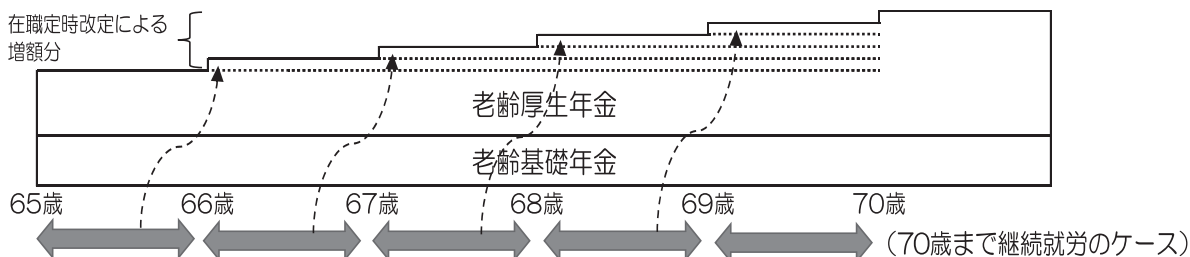 在職定時改定による
増額分
老齢厚生年金
老齢基礎年金
65歳
66歳
67歳
68歳
69歳
70歳
（70歳まで継続就労のケース）